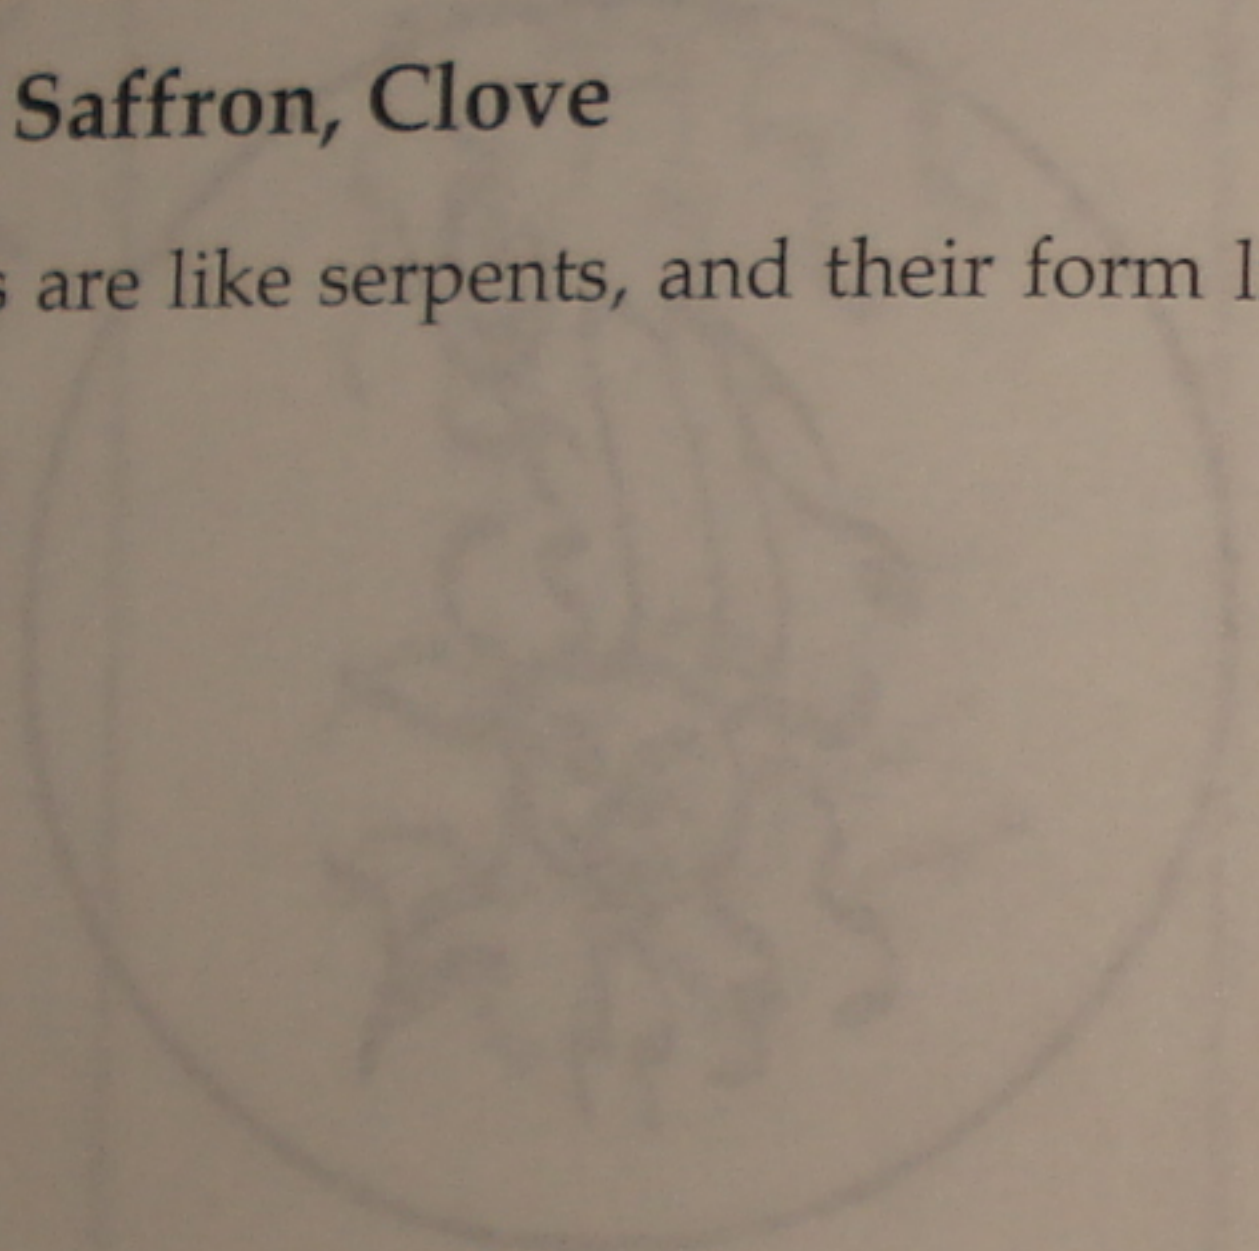 Saffron, Clove
are like serpents, and their form